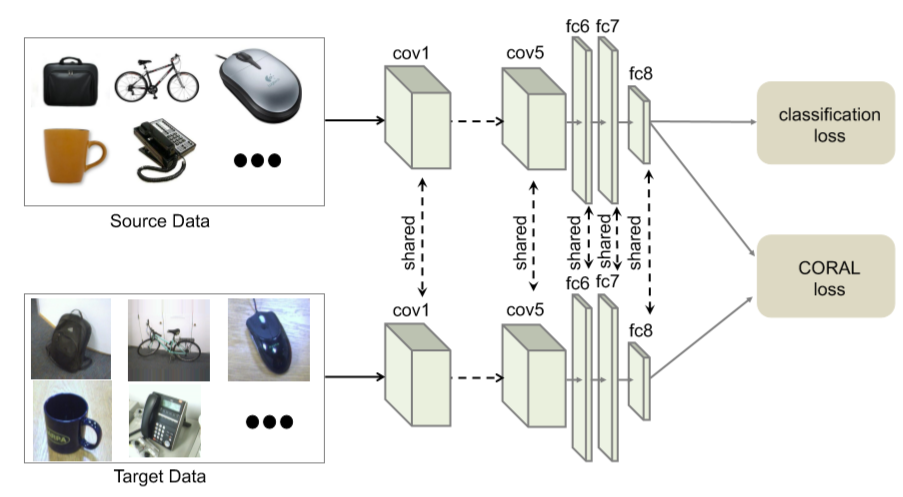 fc6 fc7
cov1
cov5
fc8
classification
loss
Source Data
shared
shared
shared
shared
shared
CORAL
loss
cov1
cov5
fc6 fc7
fc8
Target Data